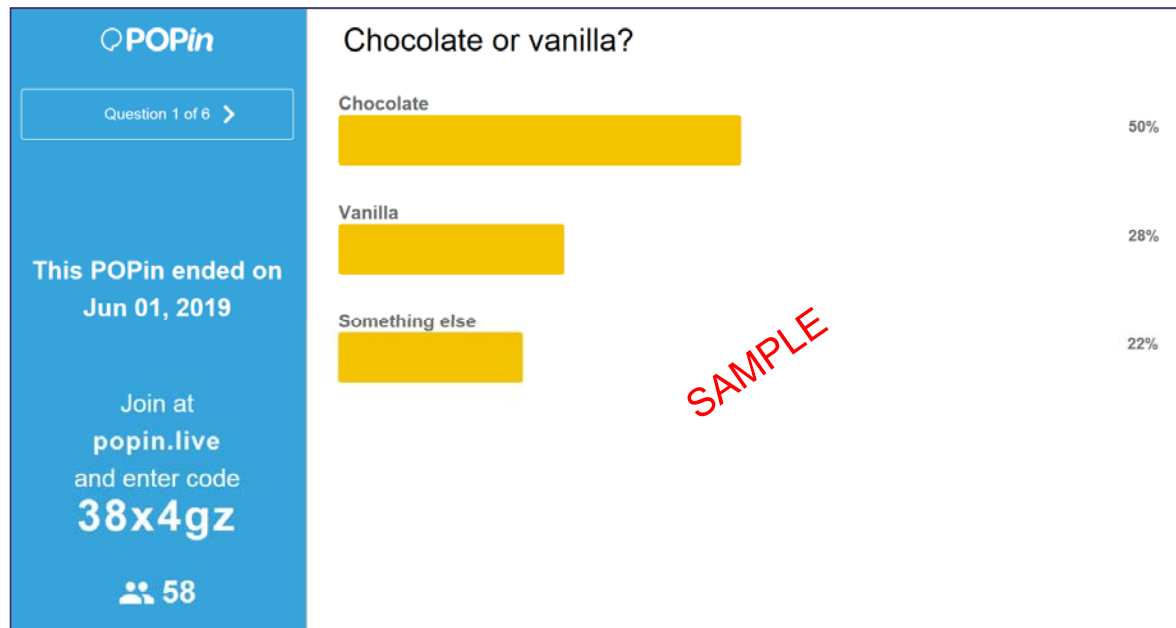 POPin
Question 1 of 6
This POPin ended on
Jun 01, 2019
Join at
popin.live
and enter code
38x4gz
58
Chocolate or vanilla?
Chocolate
50%
Vanilla
28%
Something else
22%
SAMPLE